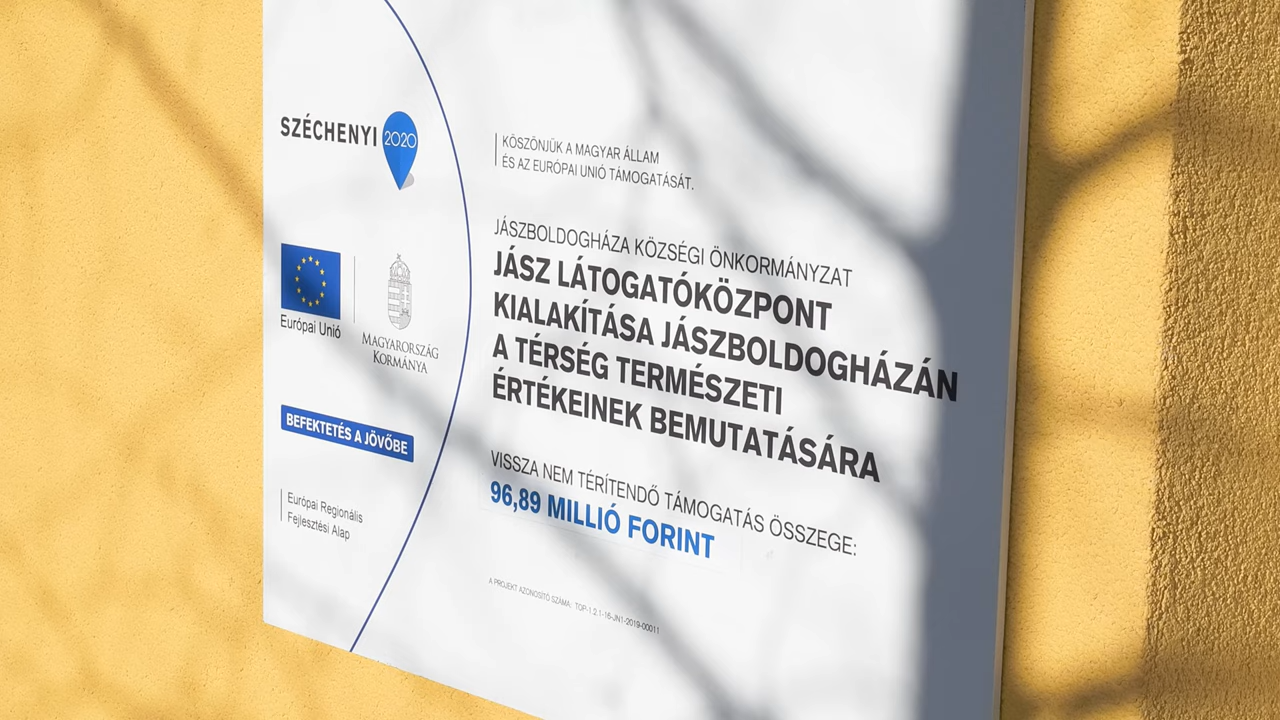 SZÉCHENYI 2020
KÖSZÖNJÜK A MAGYAR ÁLLAM
ÉS AZ EURÓPAI UNIÓ TÁMOGATÁSÁT.
Európai Unió
MAGYARORSZÁG
KORMÁNYA
BEFEKTETÉS A JÖVŐBE
Európai Regionális
Fejlesztési Alap
JÁSZBOLDOGHÁZA KÖZSÉGI ÖNKORMÁNYZAT
JÁSZ LÁTOGATÓKÖZPONT
KIALAKÍTÁSA JÁSZBOLDOGHÁZÁN
A TÉRSÉG TERMÉSZETI
ÉRTÉKEINEK BEMUTATÁSÁRA
VISSZA NEM TÉRÍTENDŐ TÁMOGATÁS ÖSSZEGE:
96,89 MILLIÓ FORINT
A PROJEKT AZONOSÍTÓ SZÁMA: TOP-1.2.1-16-JN1-2019-00011